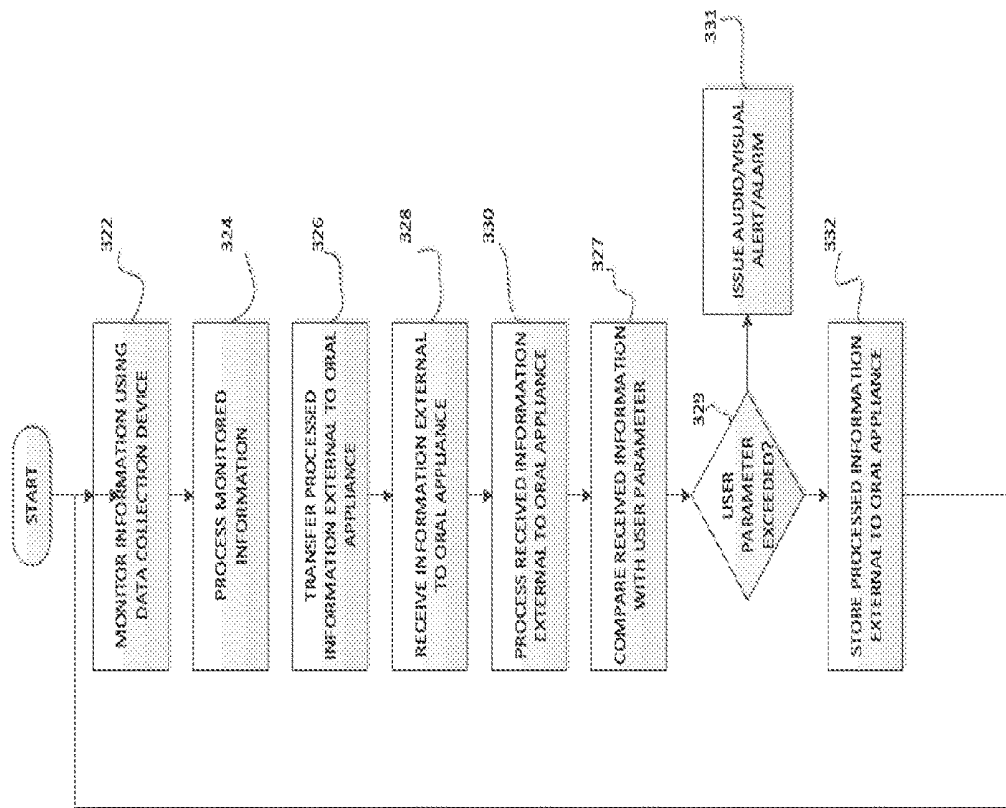 START
MONITOR INFORMATION USING
DATA COLLECTION DEVICE
322
PROCESS MONITORED
INFORMATION
324
TRANSFER PROCESSED
INFORMATION EXTERNAL TO ORAL
APPLIANCE
326
RECEIVE INFORMATION EXTERNAL
TO ORAL APPLIANCE
328
PROCESS RECEIVED INFORMATION
EXTERNAL TO ORAL APPLIANCE
330
COMPARE RECEIVED INFORMATION
WITH USER PARAMETER
327
USER
PARAMETER
EXCEEDED?
329
ISSUE AUDIO/VISUAL
ALERT/ALARM
331
STORE PROCESSED INFORMATION
EXTERNAL TO ORAL APPLIANCE
332